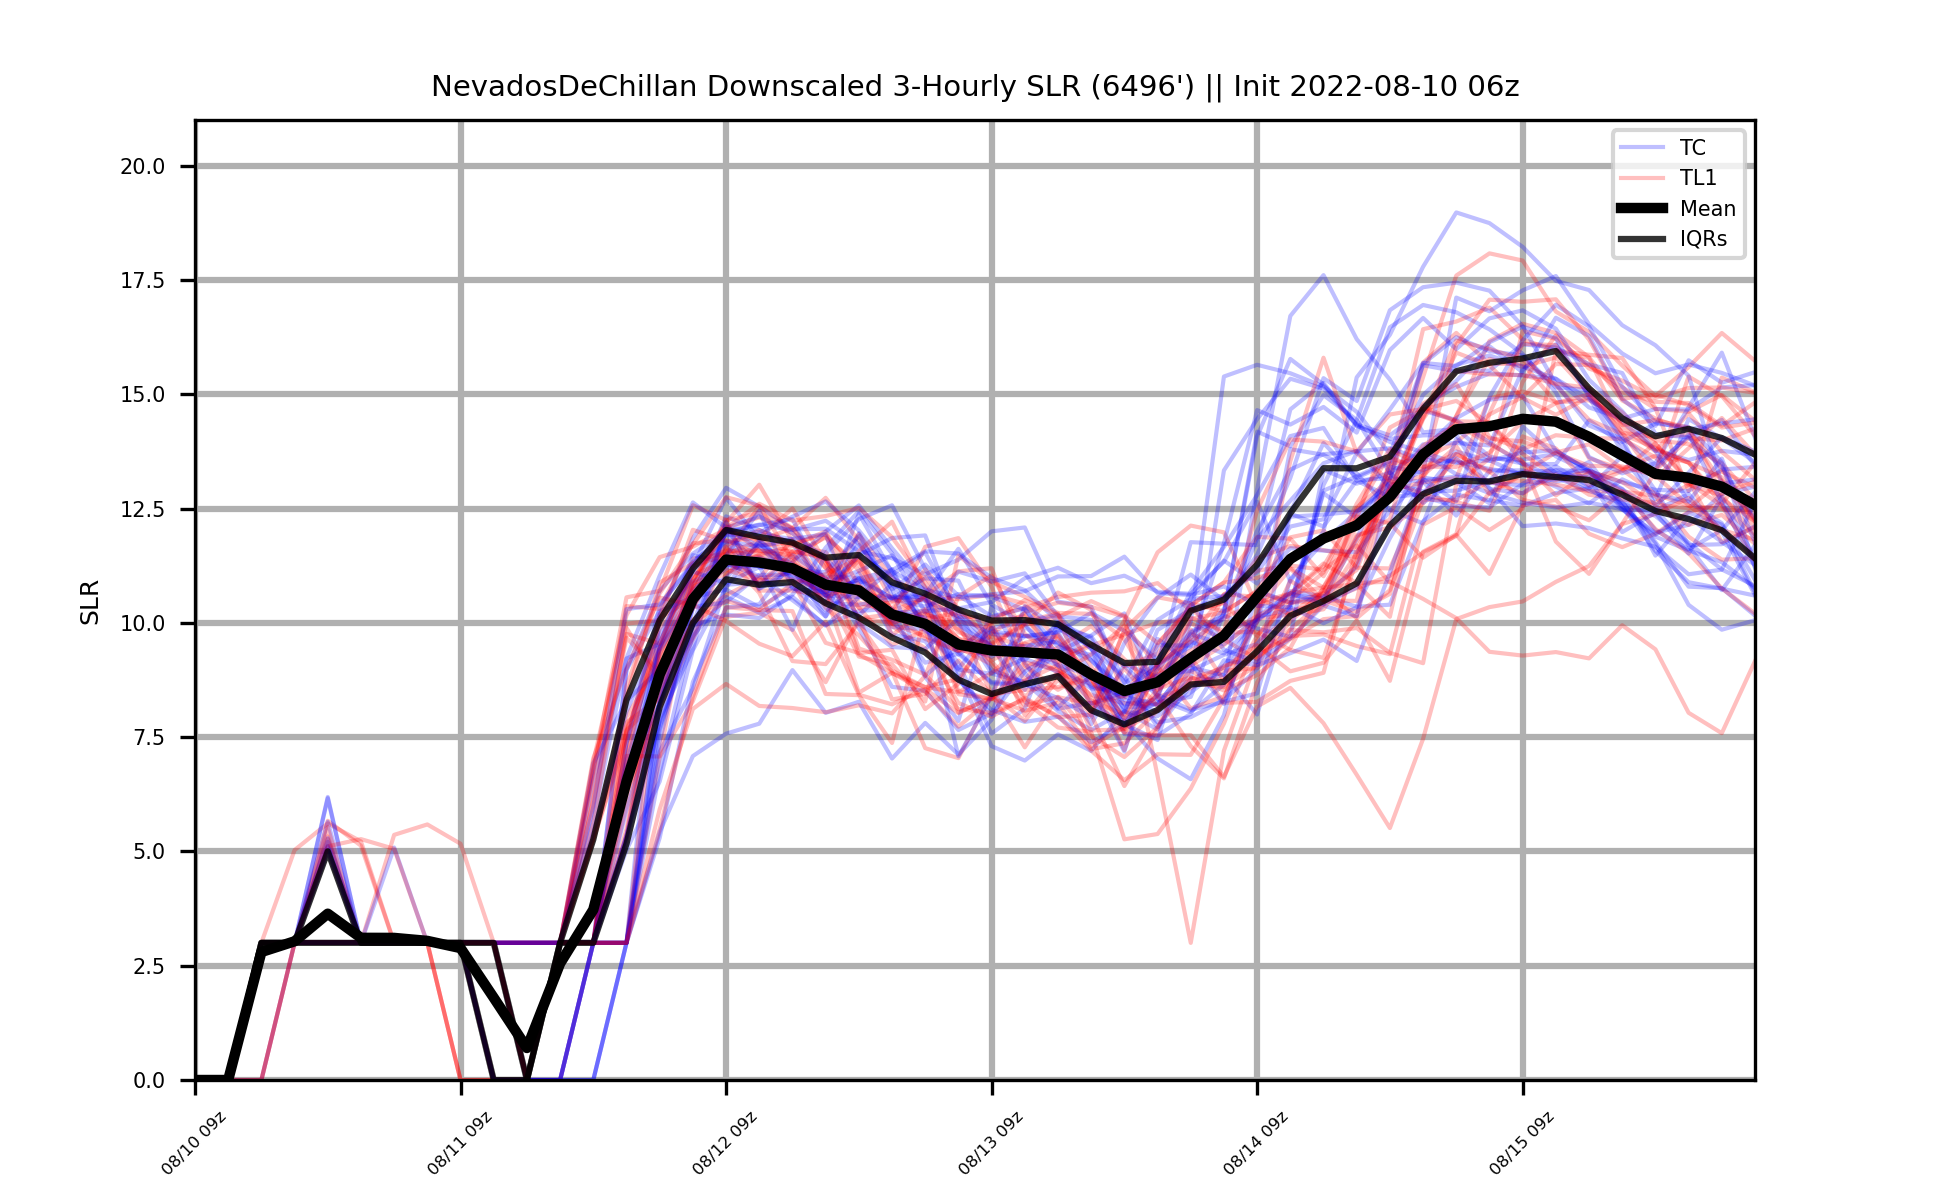 NevadosDeChillan Downscaled 3-Hourly SLR (6496') || Init 2022-08-10 06z
TC
TL1
Mean
IQRs
20.0
17.5
15.0
12.5
10.0
7.5
5.0
2.5
0.0
SLR
08/10 09z
08/11 09z
08/12 09z
08/13 09z
08/14 09z
08/15 09z